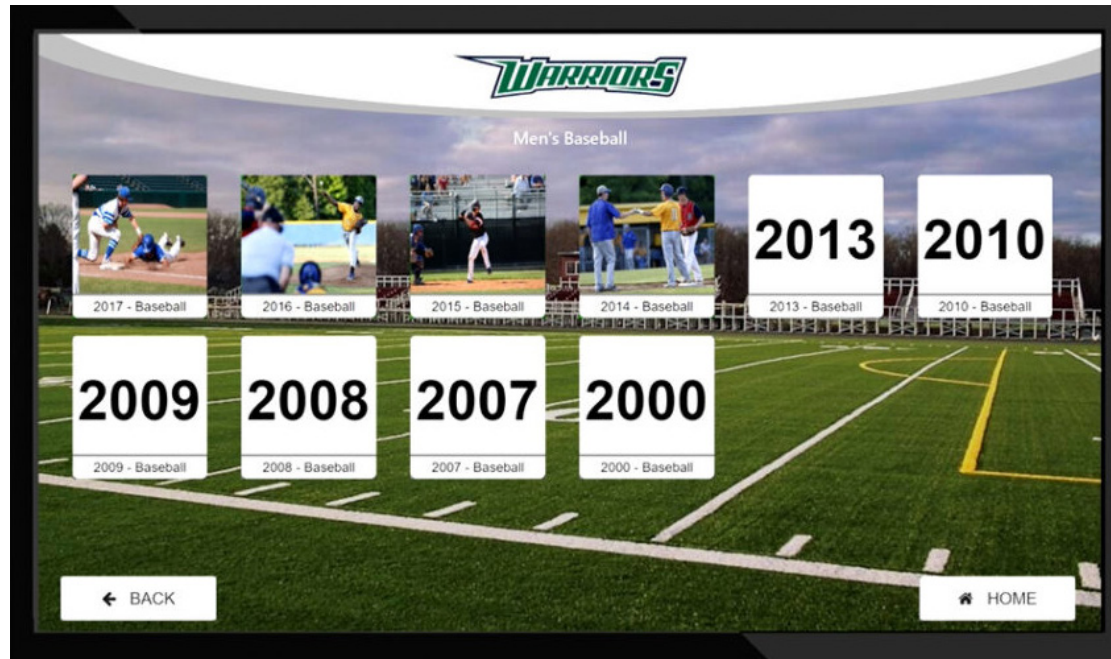 WARRIORS
Men's Baseball
2017 - Baseball
2016 - Baseball
2015 - Baseball
2014 - Baseball
2013
2013 - Baseball
2010
2010 - Baseball
2009
2009 - Baseball
2008
2008 - Baseball
2007
2007 - Baseball
2000
2000 - Baseball
BACK
HOME